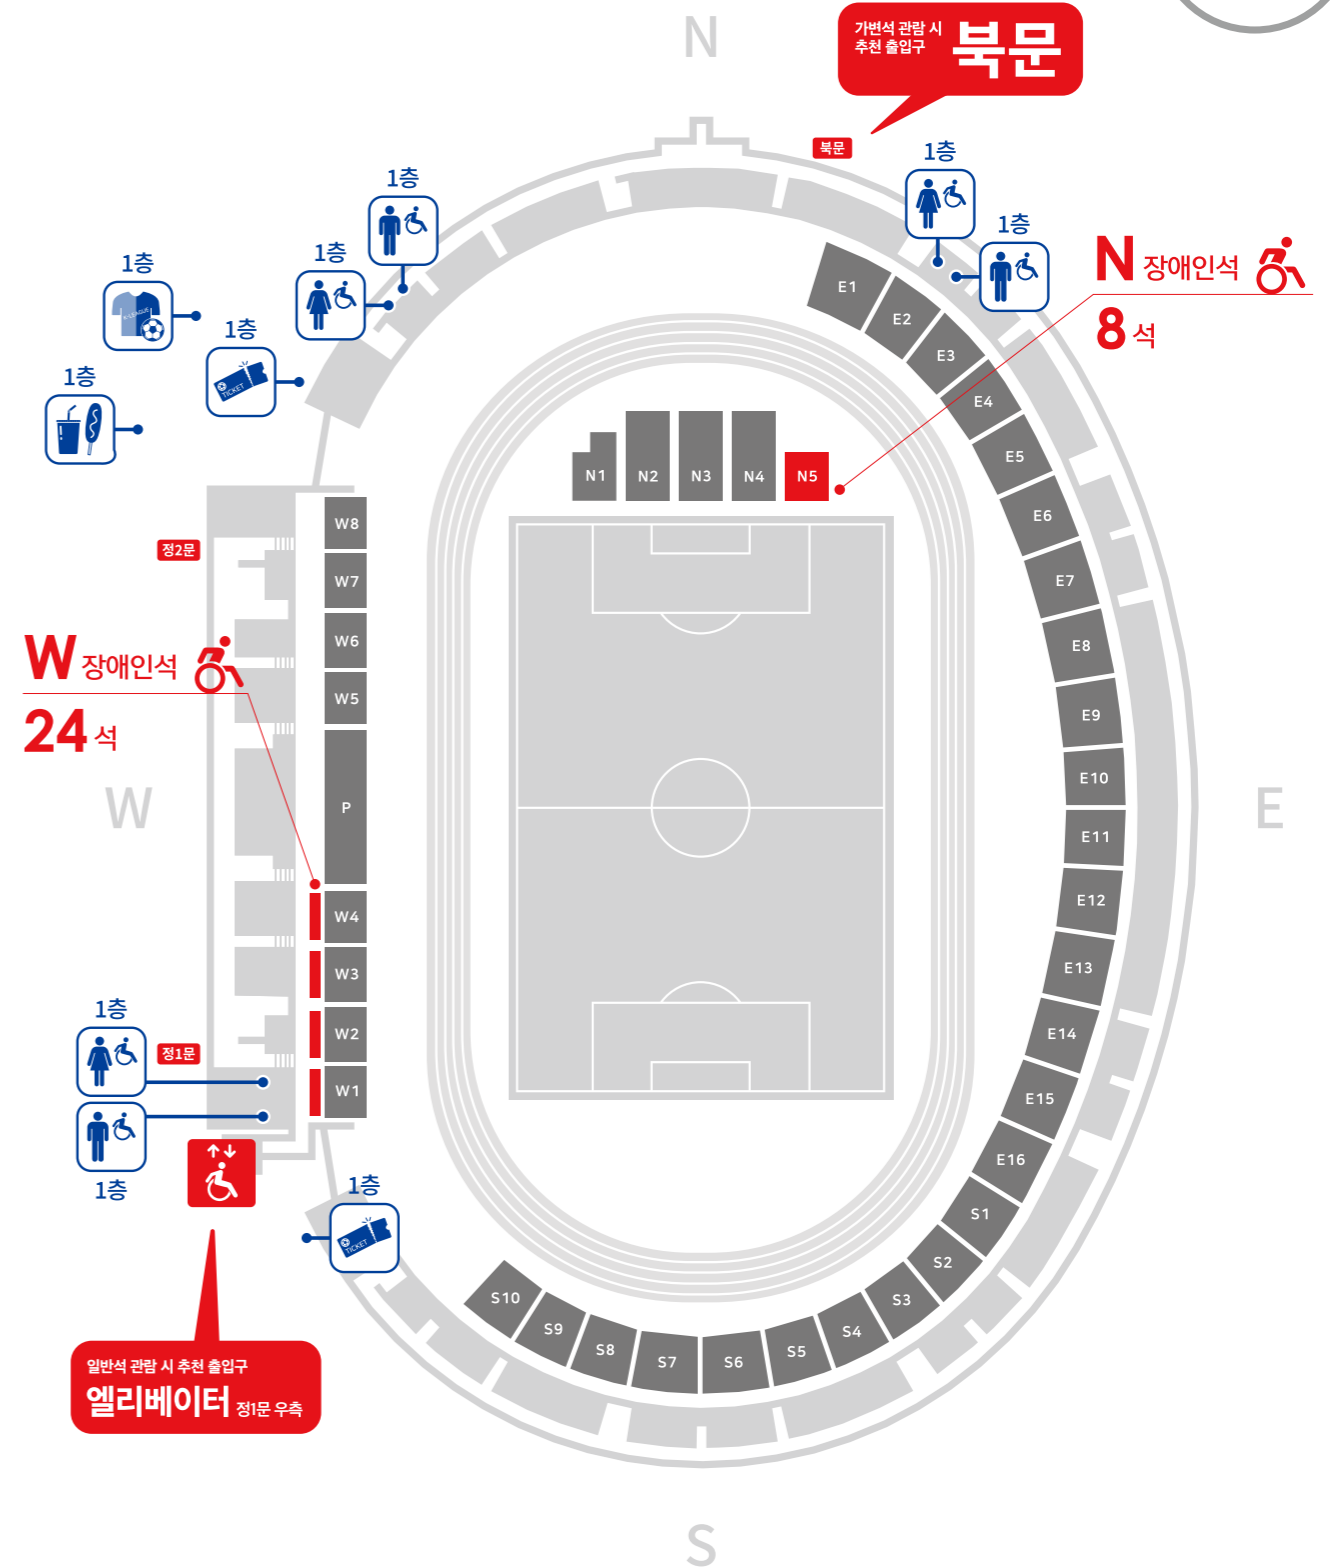 N
가변석 관람 시
추천 출입구
북문
북문
1층
1층
1층
1층
1층
1층
1층
K-LEAGUE
TICKET
N 장애인석
8 석
E1
E2
E3
E4
E5
E6
E7
E8
E9
E10
E11
E12
E13
E14
E15
E16
N1
N2
N3
N4
N5
W8
W7
W6
W5
P
W4
W3
W2
W1
정2문
W 장애인석
24 석
W
E
1층
정1문
1층
1층
TICKET
S1
S2
S3
S4
S5
S6
S7
S8
S9
S10
일반석 관람 시 추천 출입구
엘리베이터 정1문 우측
S